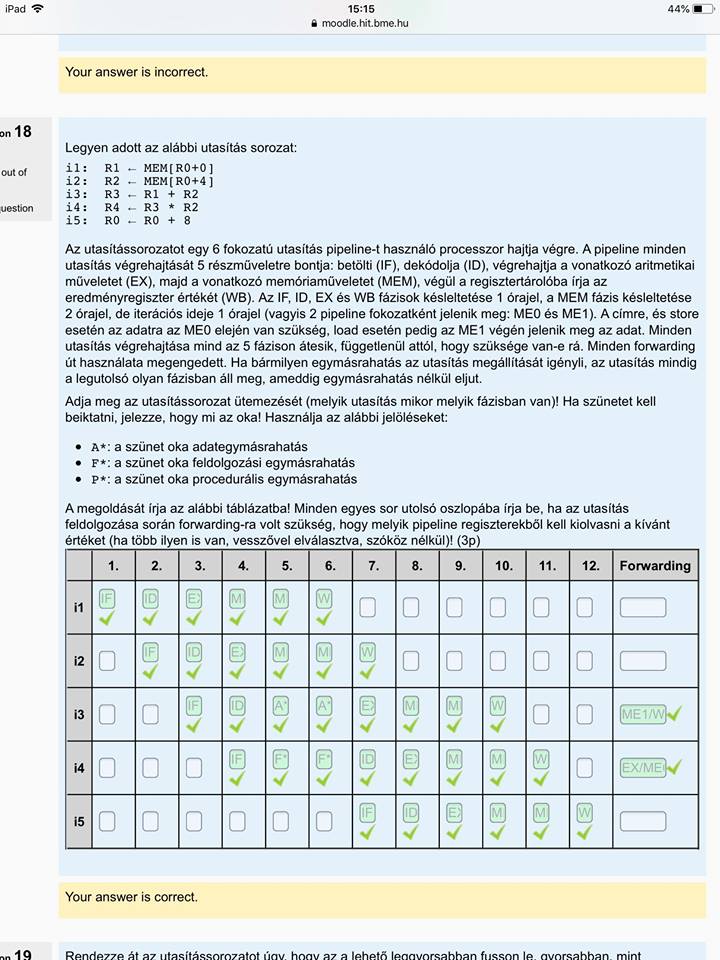 iPad 15:15 44%
moodle.hit.bme.hu
Your answer is incorrect.
on 18
out of
uestion
Legyen adott az alábbi utasítás sorozat:
i1: R1 ← MEM[R0+0]
i2: R2 ← MEM[R0+4]
i3: R3 ← R1 + R2
i4: R4 ← R3 * R2
i5: R0 ← R0 + 8
Az utasítássorozatot egy 6 fokozatú utasítás pipeline-t használó processzor hajtja végre. A pipeline minden
utasítás végrehajtását 5 részműveletre bontja: betölti (IF), dekódolja (ID), végrehajtja a vonatkozó aritmetikai
műveletet (EX), majd a vonatkozó memóriaműveletet (MEM), végül a regisztertárolóba írja az
eredményregiszter értékét (WB). Az IF, ID, EX és WB fázisok késleltetése 1 órajel, a MEM fázis késleltetése
2 órajel, de iterációs ideje 1 órajel (vagyis 2 pipeline fokozatként jelenik meg: ME0 és ME1). A címre, és store
esetén az adatra az ME0 elején van szükség, load esetén pedig az ME1 végén jelenik meg az adat. Minden
utasítás végrehajtása mind az 5 fázison átesik, függetlenül attól, hogy szüksége van-e rá. Minden forwarding
út használata megengedett. Ha bármilyen egymásrahatás az utasítás megállítását igényli, az utasítás mindig
a legutolsó olyan fázisban áll meg, ameddig egymásrahatás nélkül eljut.
Adja meg az utasítássorozat ütemezését (melyik utasítás mikor melyik fázisban van)! Ha szünetet kell
beiktatni, jelezze, hogy mi az oka! Használja az alábbi jelöléseket:
• A*: a szünet oka adategymásrahatás
• F*: a szünet oka feldolgozási egymásrahatás
• P*: a szünet oka procedurális egymásrahatás
A megoldását írja az alábbi táblázatba! Minden egyes sor utolsó oszlopába írja be, ha az utasítás
feldolgozása során forwarding-ra volt szükség, hogy melyik pipeline regiszterekből kell kiolvasni a kívánt
értéket (ha több ilyen is van, vesszővel elválasztva, szóköz nélkül)! (3p)
1. 2. 3. 4. 5. 6. 7. 8. 9. 10. 11. 12. Forwarding
i1 IF ID EX M M W
i2 IF ID EX M M W
i3 IF ID A* A* EX M M W ME1/W
i4 IF F* F* ID EX M M W EX/ME
i5 IF ID EX M M W
Your answer is correct.
on 19
Rendezze át az utasítássorozatot úgy, hogy az a lehető leggyorsabban fusson le, gyorsabban, mint